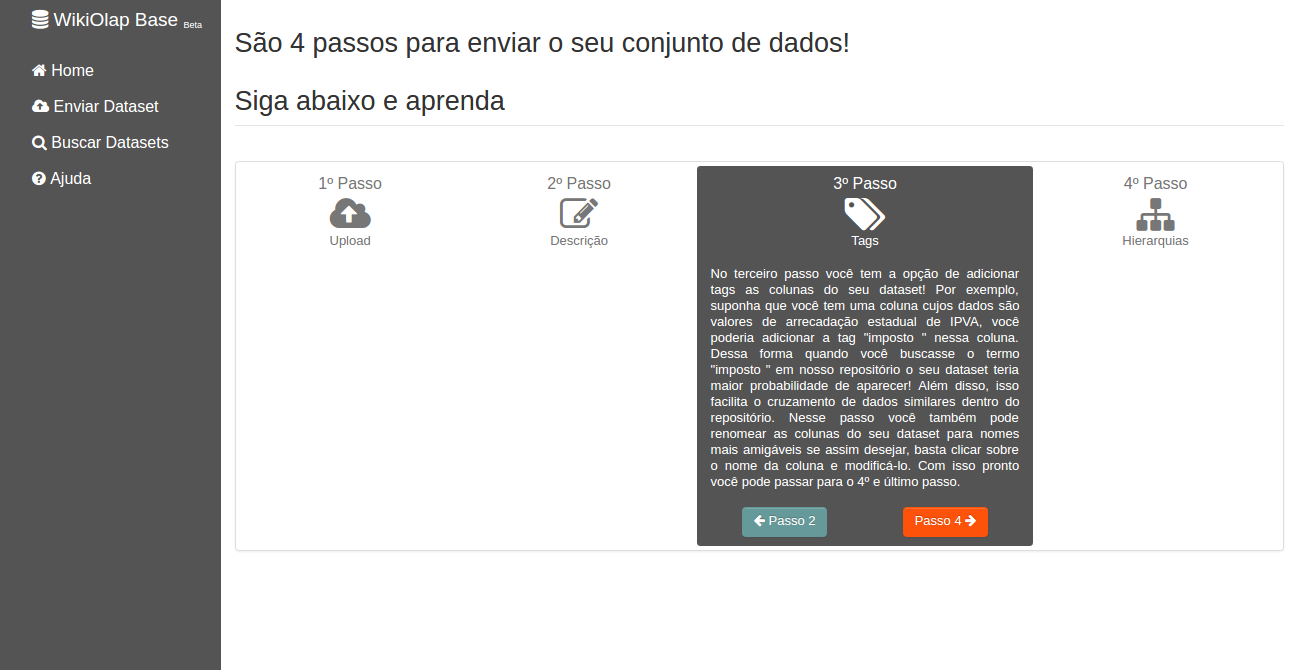 WikiOlap Base Beta
Home
Enviar Dataset
Buscar Datasets
Ajuda
São 4 passos para enviar o seu conjunto de dados!
Siga abaixo e aprenda
1º Passo
Upload
2º Passo
Descrição
3º Passo
Tags
No terceiro passo você tem a opção de adicionar
tags as colunas do seu dataset! Por exemplo,
suponha que você tem uma coluna cujos dados são
valores de arrecadação estadual de IPVA, você
poderia adicionar a tag "imposto " nessa coluna.
Dessa forma quando você buscasse o termo
"imposto " em nosso repositório o seu dataset teria
maior probabilidade de aparecer! Além disso, isso
facilita o cruzamento de dados similares dentro do
repositório. Nesse passo você também pode
renomear as colunas do seu dataset para nomes
mais amigáveis se assim desejar, basta clicar sobre
o nome da coluna e modificá-lo. Com isso pronto
você pode passar para o 4º e último passo.
Passo 2
Passo 4
4º Passo
Hierarquias